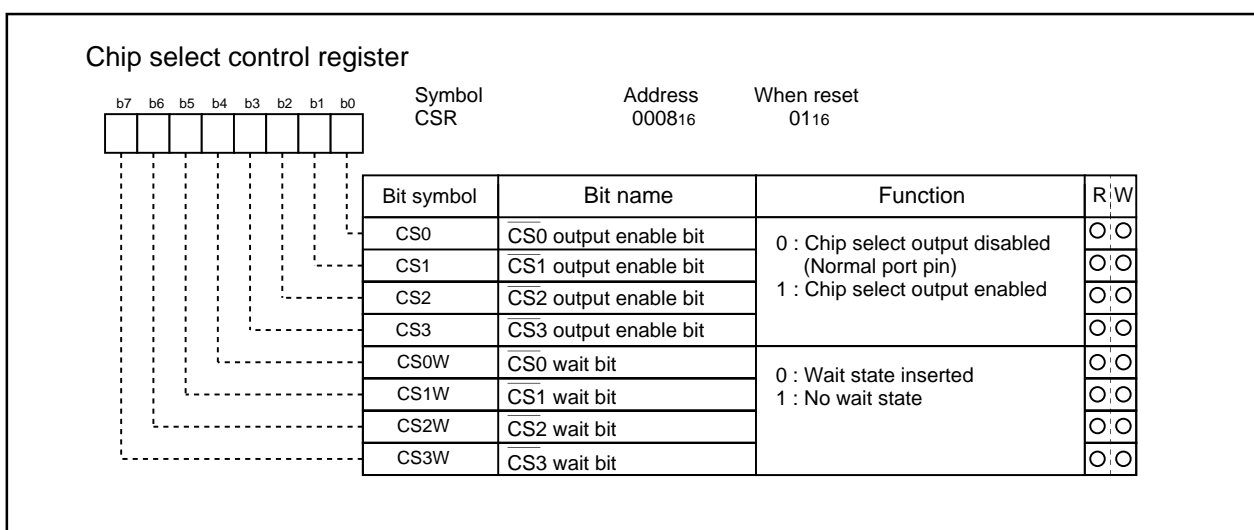 Chip select control register
b7 b6 b5 b4 b3 b2 b1 b0
Symbol Address When reset
CSR 000816 0116
Bit symbol Bit name Function R W
CS0 CS0 output enable bit
CS1 CS1 output enable bit
CS2 CS2 output enable bit
CS3 CS3 output enable bit
0 : Chip select output disabled
(Normal port pin)
1 : Chip select output enabled
CS0W CS0 wait bit
CS1W CS1 wait bit
CS2W CS2 wait bit
CS3W CS3 wait bit
0 : Wait state inserted
1 : No wait state